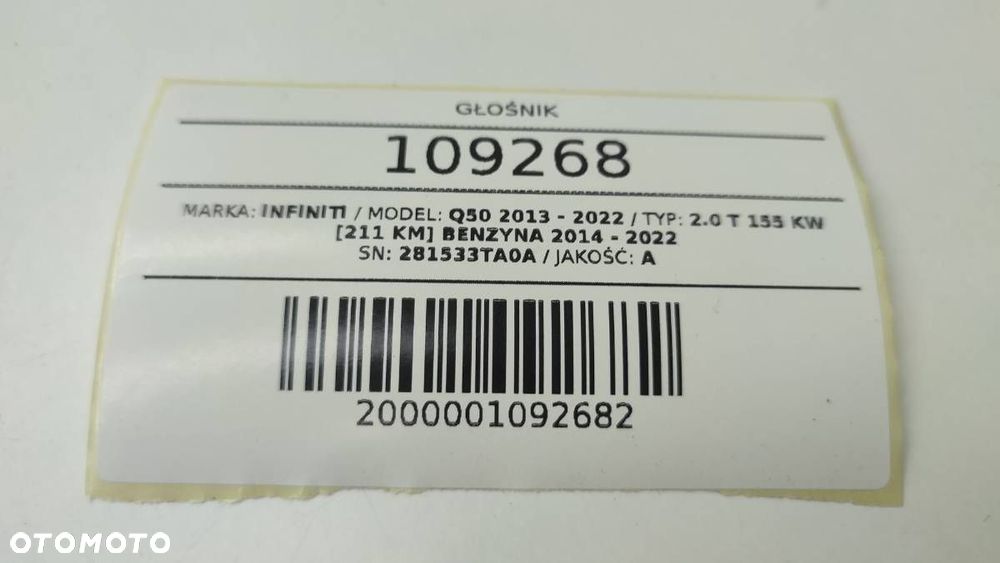 GŁOŚNIK
109268
MARKA: INFINITI / MODEL: Q50 2013 - 2022 / TYP: 2.0 T 155 KW
[211 KM] BENZYNA 2014 - 2022
SN: 281533TA0A / JAKOŚĆ: A
2000001092682
OTOMOTO